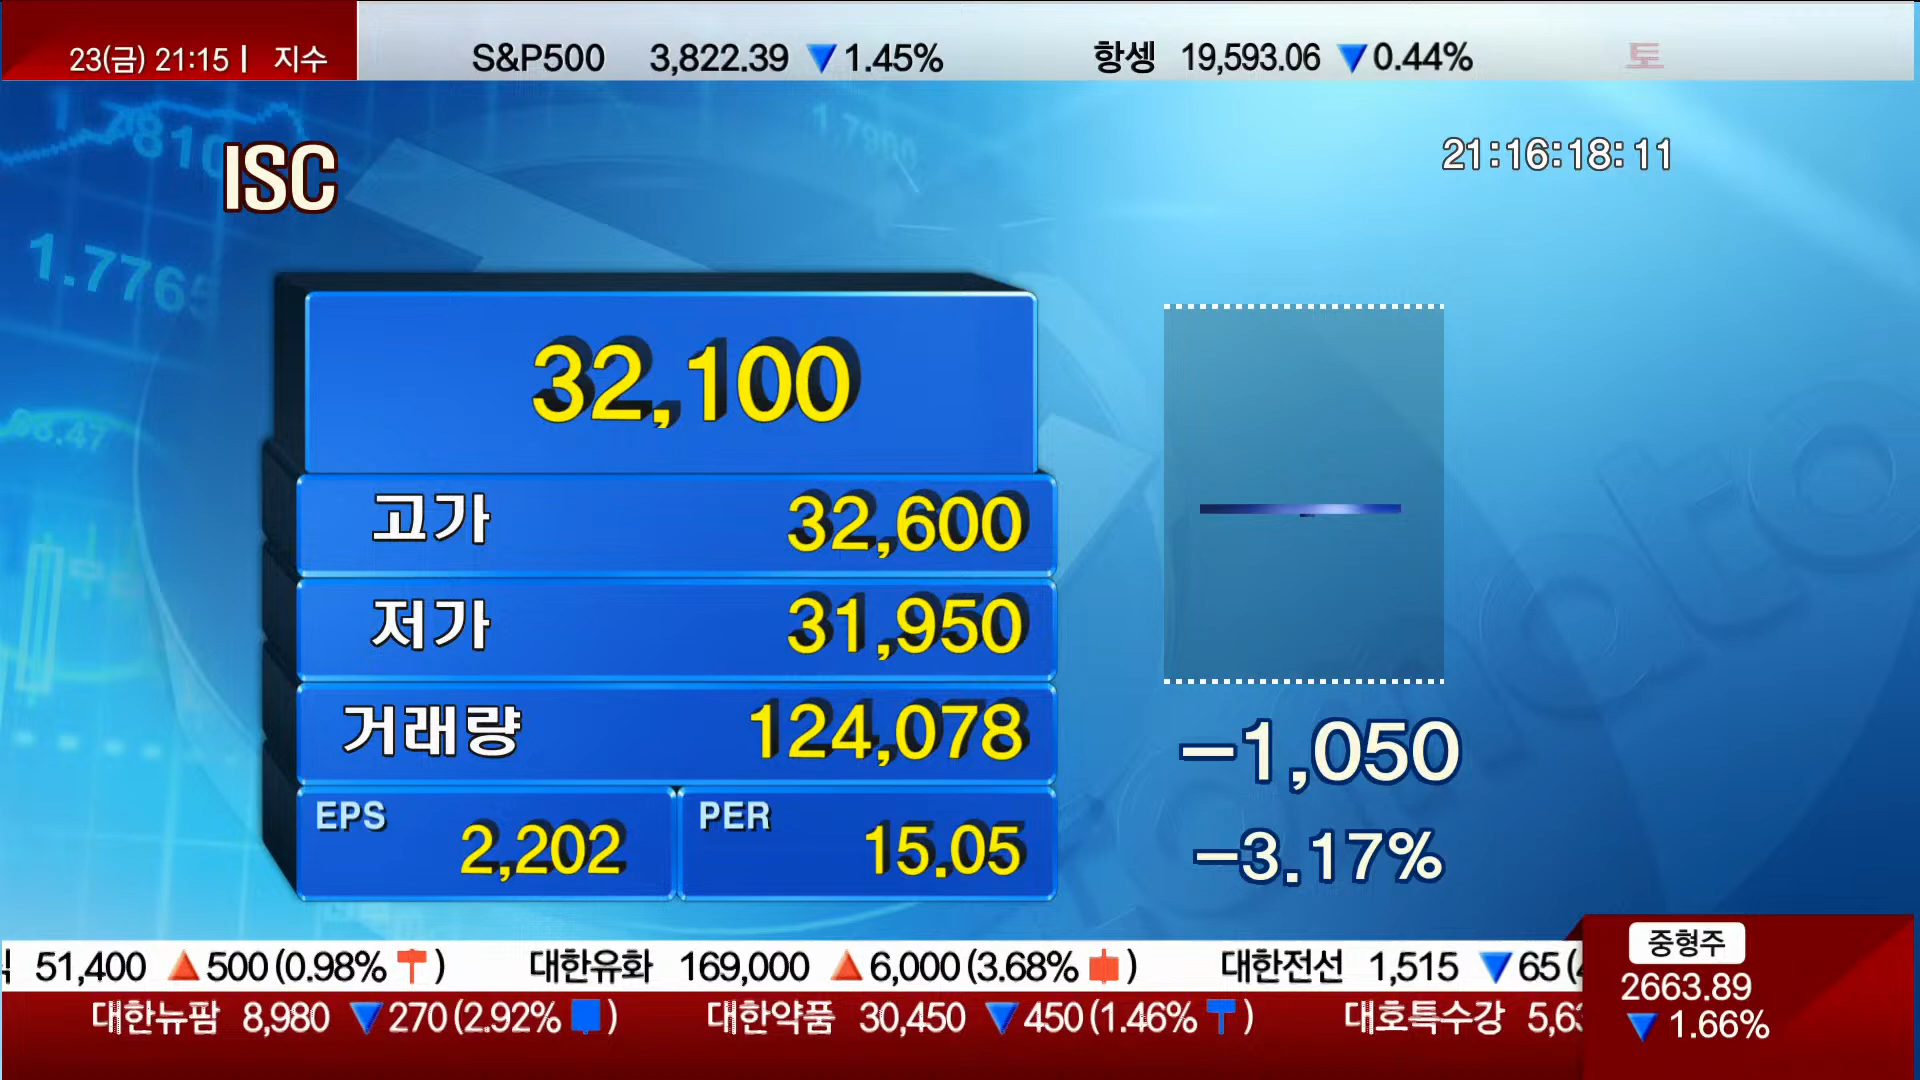 23(금) 21:15 | 지수 S&P500 3,822.39 ▼1.45% 항셍 19,593.06 ▼0.44% 토
21:16:18:11
ISC
1.7765
32,100
고가 32,600
저가 31,950
거래량 124,078
EPS 2,202 PER 15.05
-1,050
-3.17%
51,400 ▲500(0.98% ) 대한유화 169,000 ▲6,000(3.68% ) 대한전선 1,515 ▼65(
대한뉴팜 8,980 ▼270(2.92% ) 대한약품 30,450 ▼450(1.46% ) 대호특수강 5,63
중형주
2663.89
▼1.66%